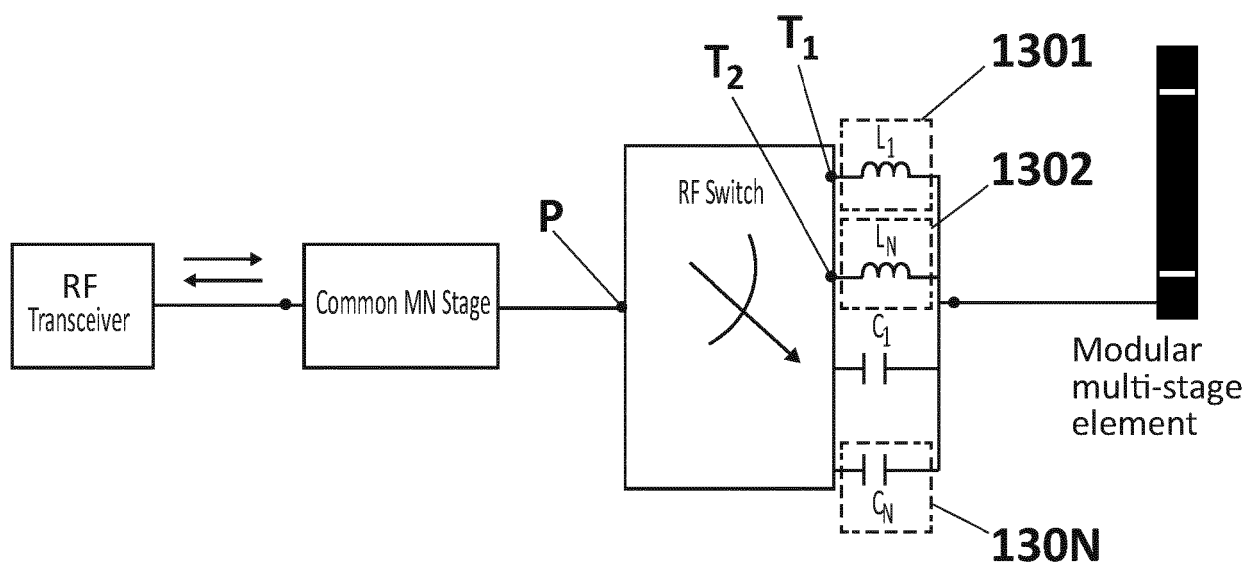 T1
1301
T2
L1
1302
RF Switch
P
LN
RF
Transceiver
Common MN Stage
C1
Modular
multi-stage
element
CN
130N